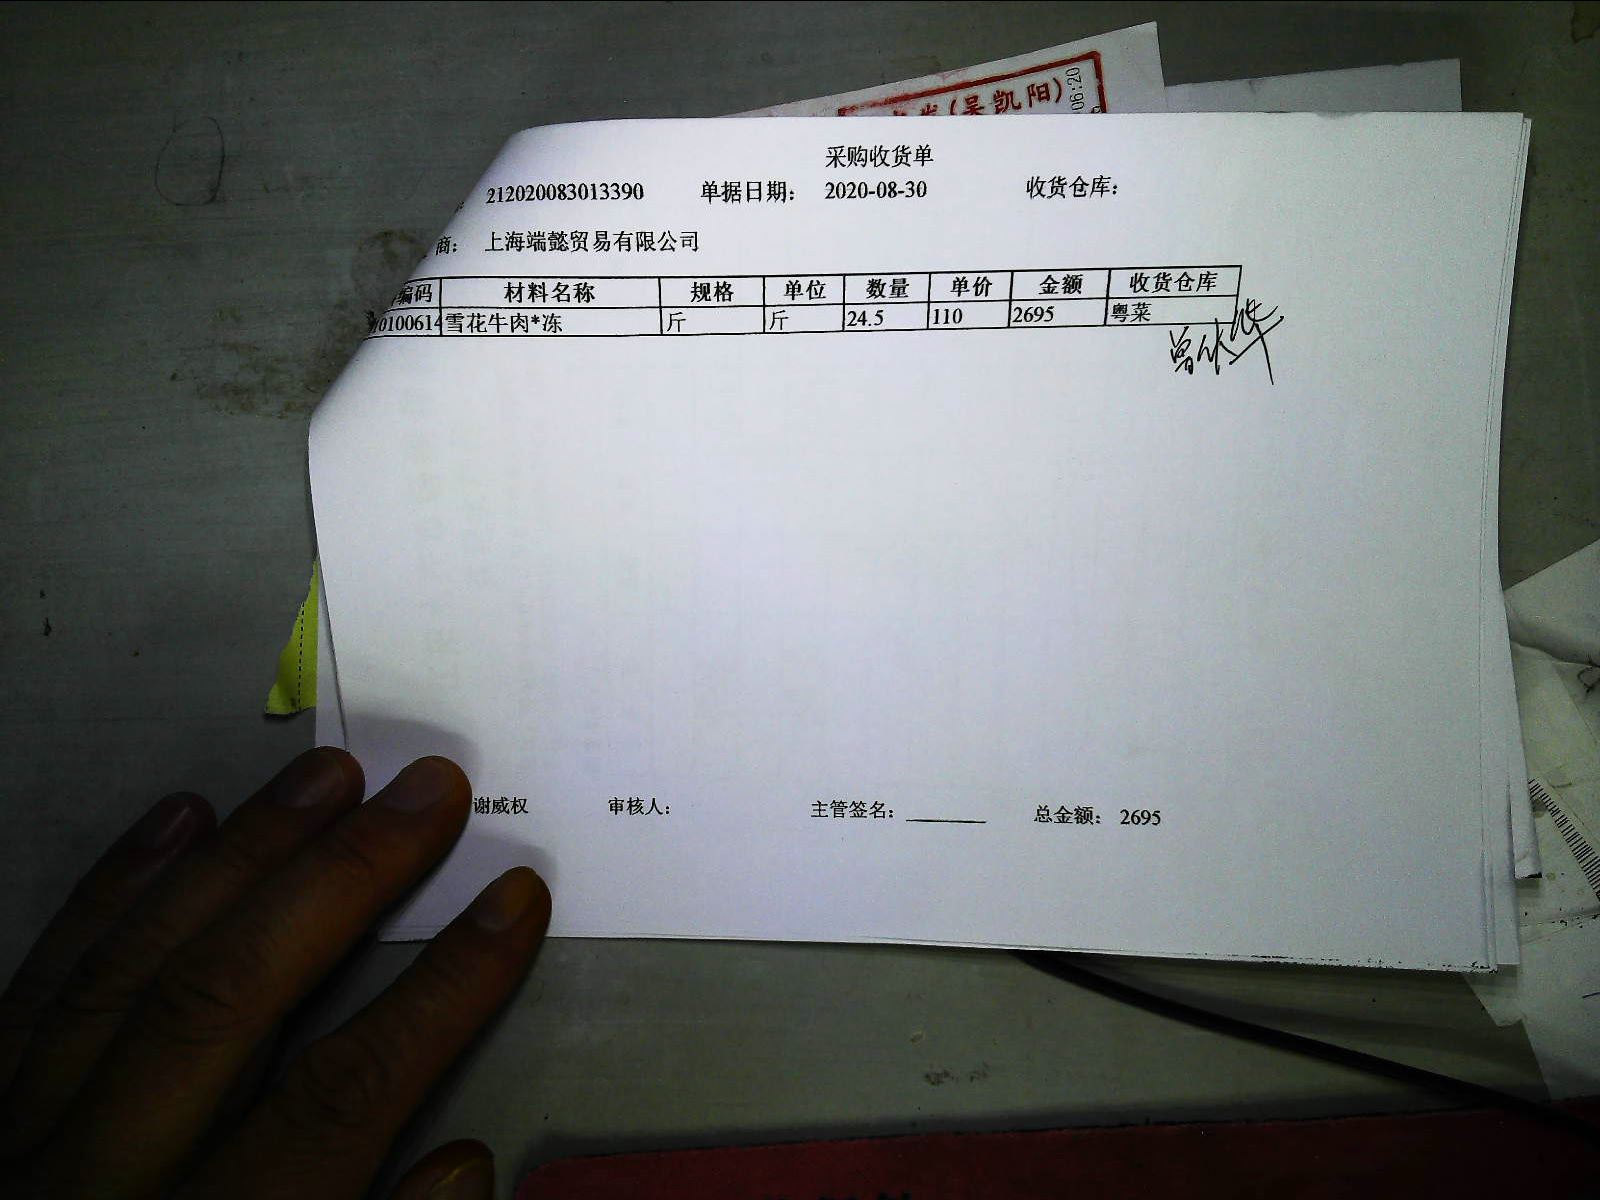 (吴凯阳)
06:20
采购收货单
212020083013390 单据日期： 2020-08-30 收货仓库：
商： 上海端懿贸易有限公司
编码 材料名称 规格 单位 数量 单价 金额 收货仓库
0100614 雪花牛肉*冻 斤 斤 24.5 110 2695 粤菜
谢威权 审核人： 主管签名： 总金额： 2695